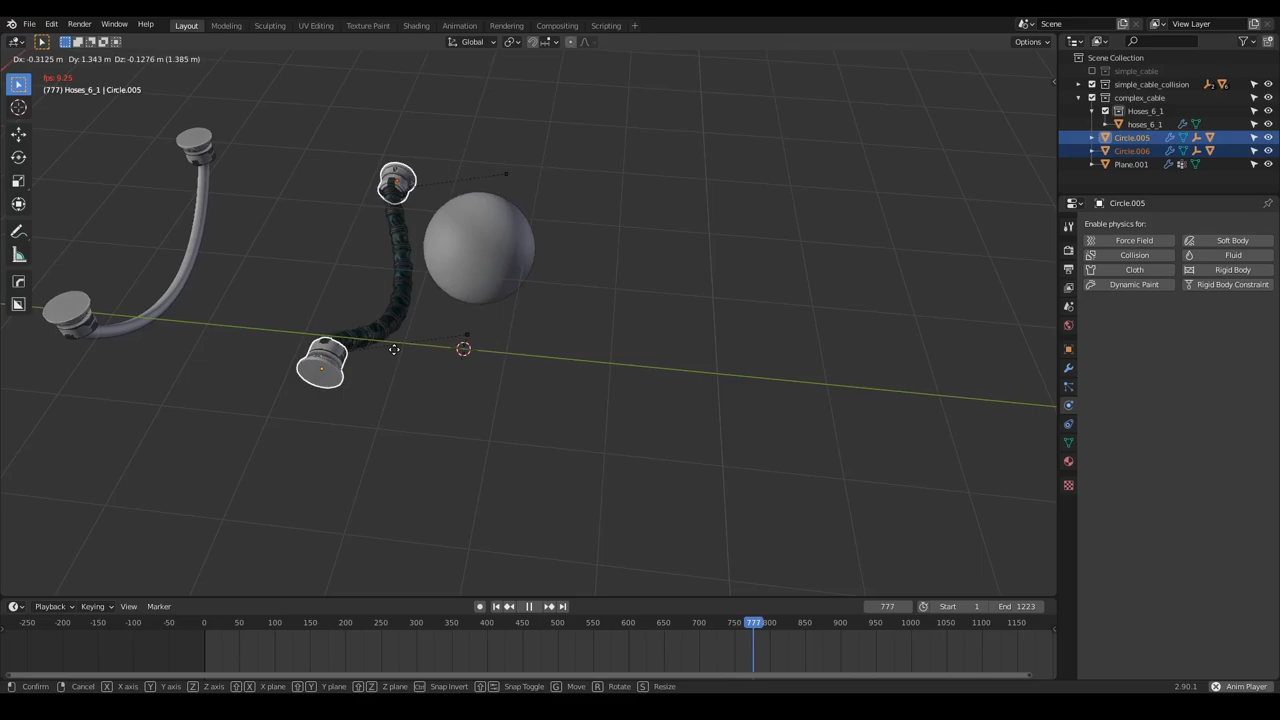 File Edit Render Window Help Layout Modeling Sculpting UV Editing Texture Paint Shading Animation Rendering Compositing Scripting + Scene View Layer
Global Options
Dx: -0.3125 m Dy: 1.343 m Dz: -0.1276 m (1.385 m)
fps: 9.25
(777) Hoses_6_1 | Circle.005
Scene Collection
simple_cable
simple_cable_collision 2 6
complex_cable
Hoses_6_1
hoses_6_1
Circle.005
Circle.006
Plane.001
Circle.005
Enable physics for:
Force Field Soft Body
Collision Fluid
Cloth Rigid Body
Dynamic Paint Rigid Body Constraint
Playback Keying View Marker 777 Start 1 End 1223
-250 -200 -150 -100 -50 0 50 100 150 200 250 300 350 400 450 500 550 600 650 700 750 777 800 850 900 950 1000 1050 1100 1150
Confirm Cancel X X axis Y Y axis Z Z axis X X plane Y Y plane Z Z plane Ctrl Snap Invert Snap Toggle G Move R Rotate S Resize 2.90.1 Anim Player